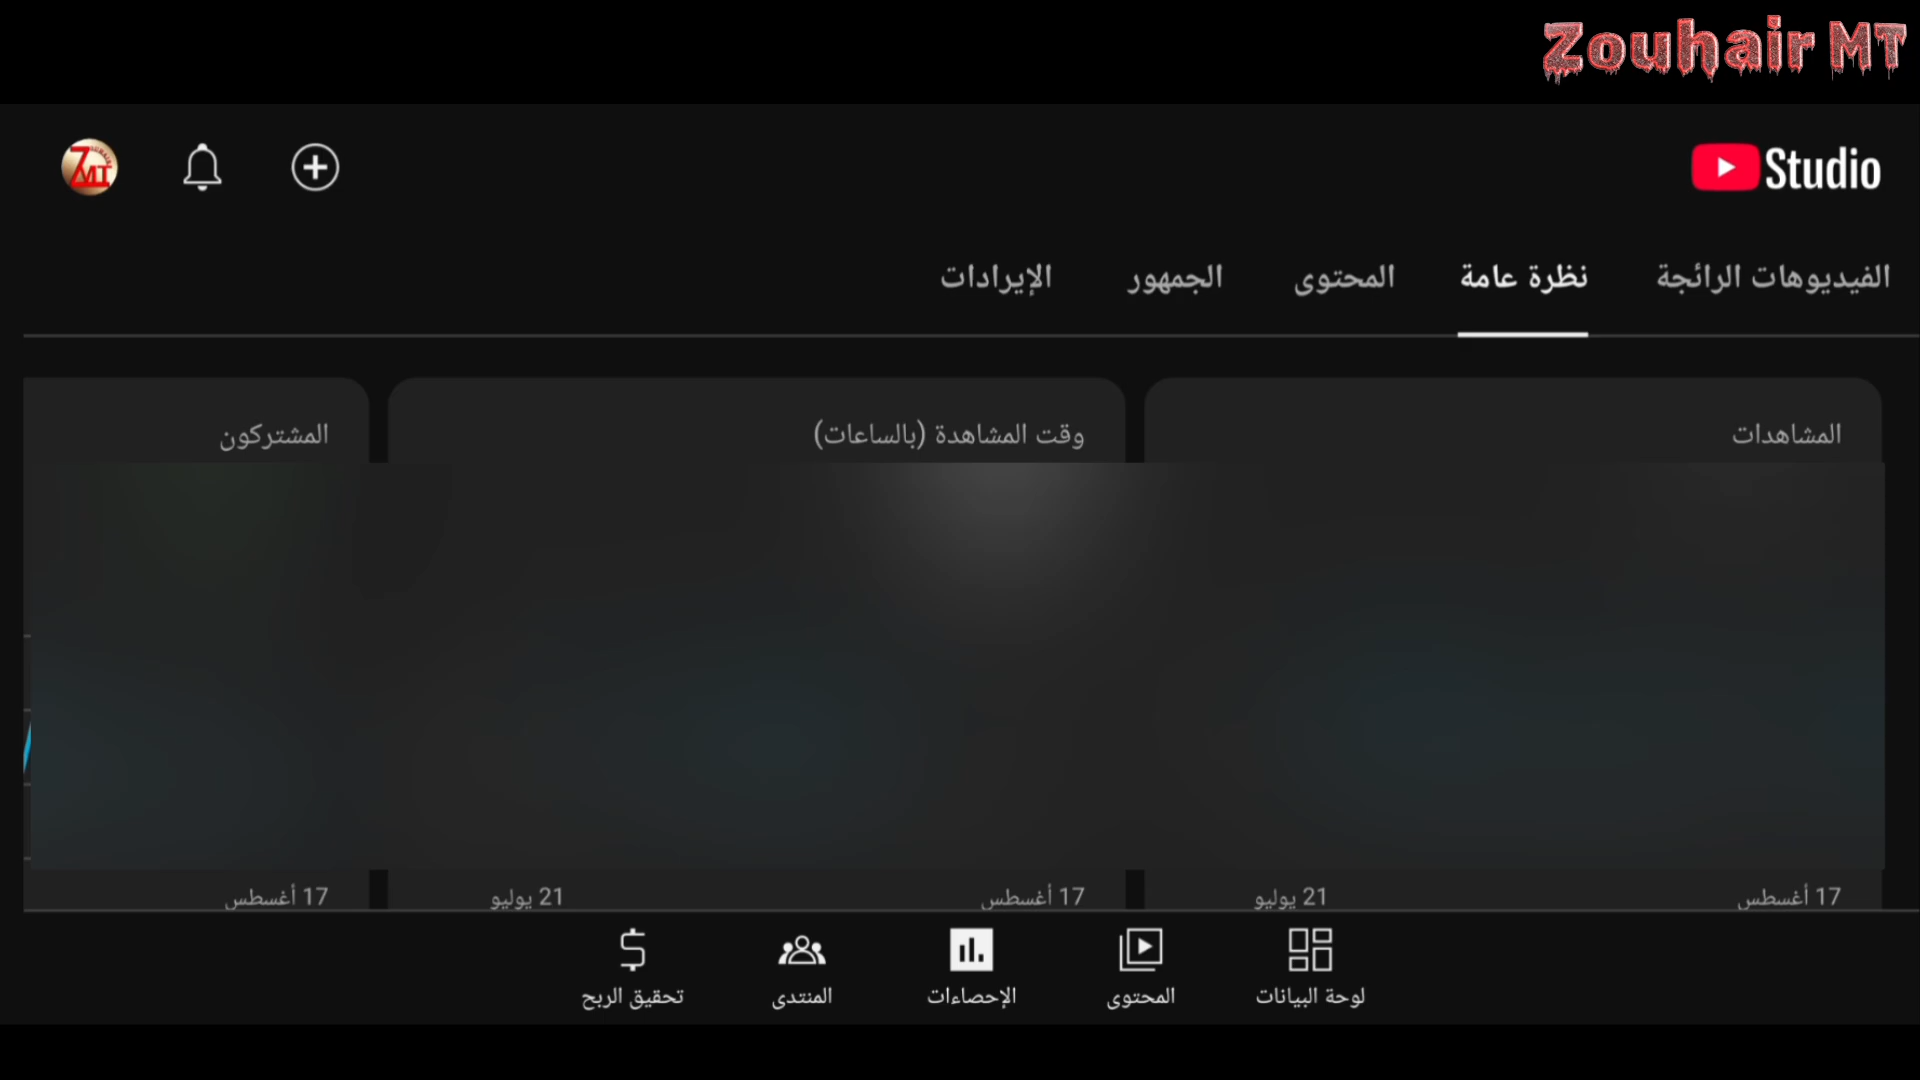 Zouhair MT
Studio
الفيديوهات الرائجة
نظرة عامة
المحتوى
الجمهور
الإيرادات
المشاهدات
وقت المشاهدة (بالساعات)
المشتركون
17 أغسطس
21 يوليو
17 أغسطس
21 يوليو
17 أغسطس
لوحة البيانات
المحتوى
الإحصاءات
المنتدى
تحقيق الربح